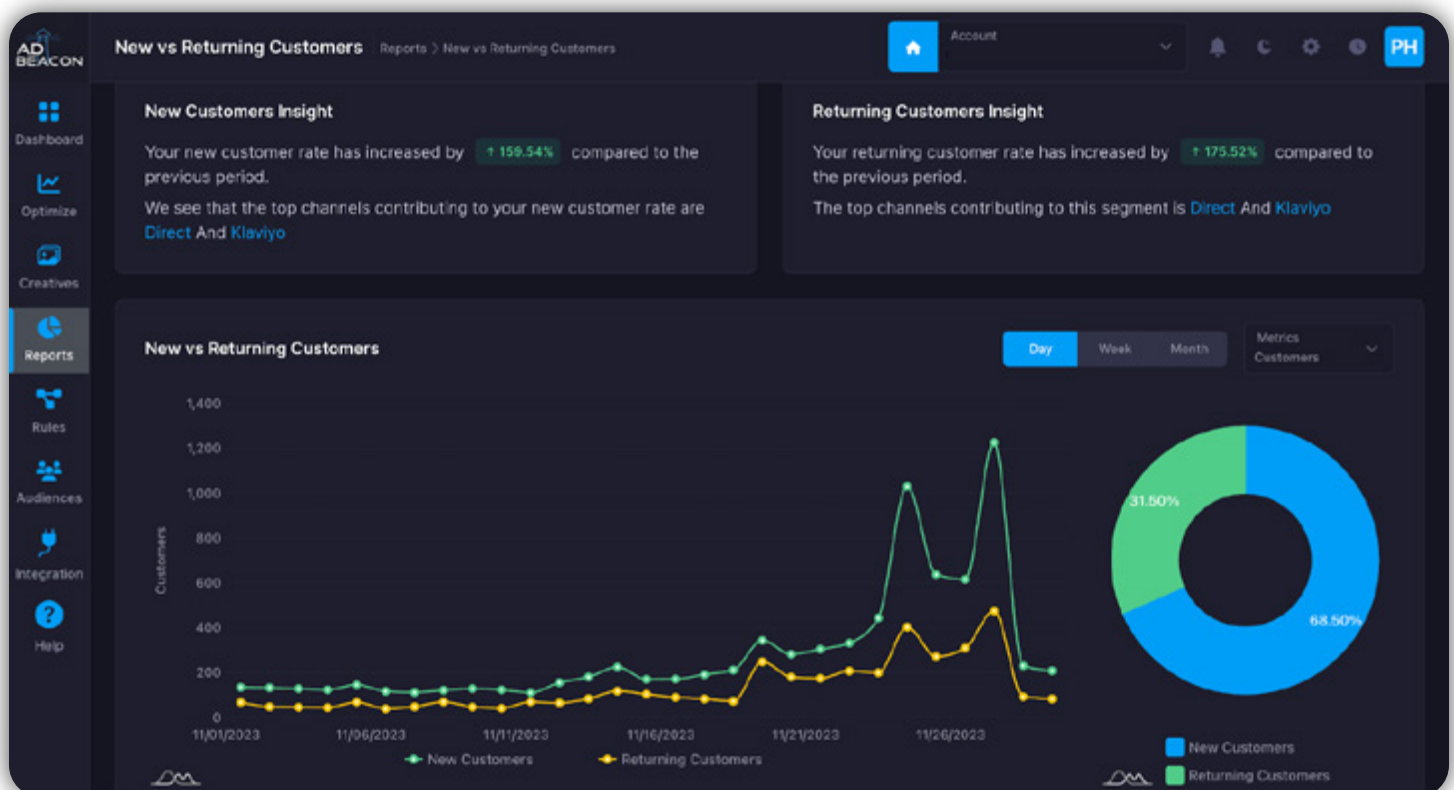 AD
BEACON
New vs Returning Customers
Reports > New vs Returning Customers
Account
PH
Dashboard
Optimize
Creatives
Reports
Rules
Audiences
Integration
Help
New Customers Insight
Your new customer rate has increased by ↑ 159.54% compared to the
previous period.
We see that the top channels contributing to your new customer rate are
Direct And Klaviyo
Returning Customers Insight
Your returning customer rate has increased by ↑ 175.52% compared to
the previous period.
The top channels contributing to this segment is Direct And Klaviyo
New vs Returning Customers
Day
Week
Month
Metrics
Customers
1,400
1,200
1,000
800
600
400
200
0
Customers
11/01/2023
11/06/2023
11/11/2023
11/16/2023
11/21/2023
11/26/2023
New Customers
Returning Customers
31.50%
68.50%
New Customers
Returning Customers